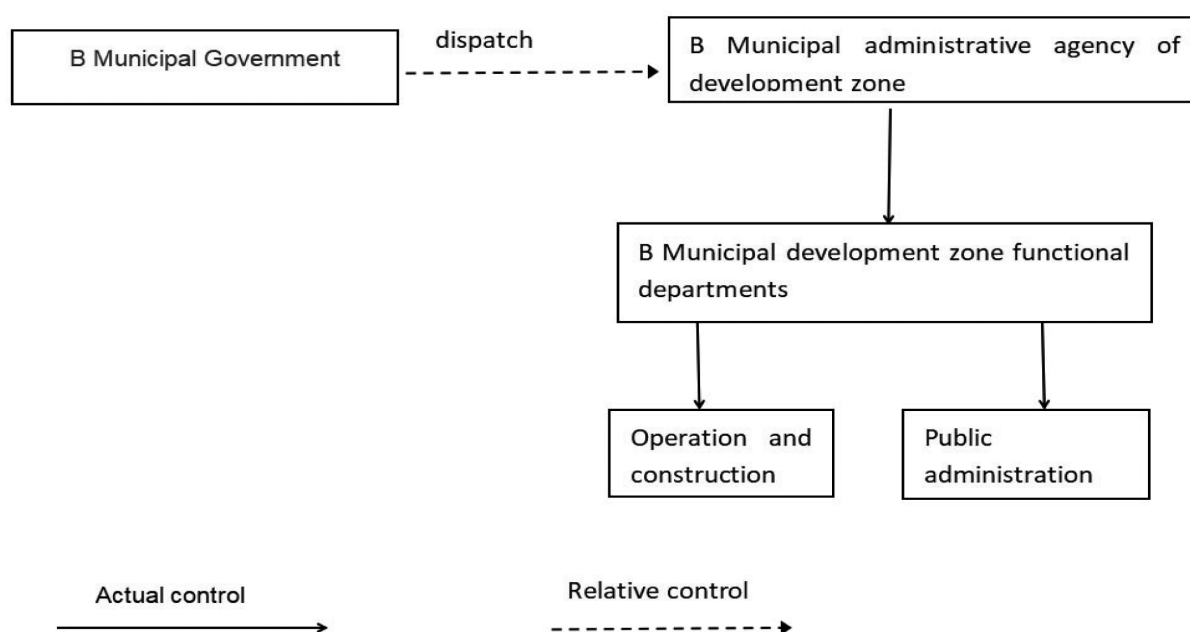 B Municipal Government
dispatch
B Municipal administrative agency of
development zone
B Municipal development zone functional
departments
Operation and
construction
Public
administration
Actual control
Relative control